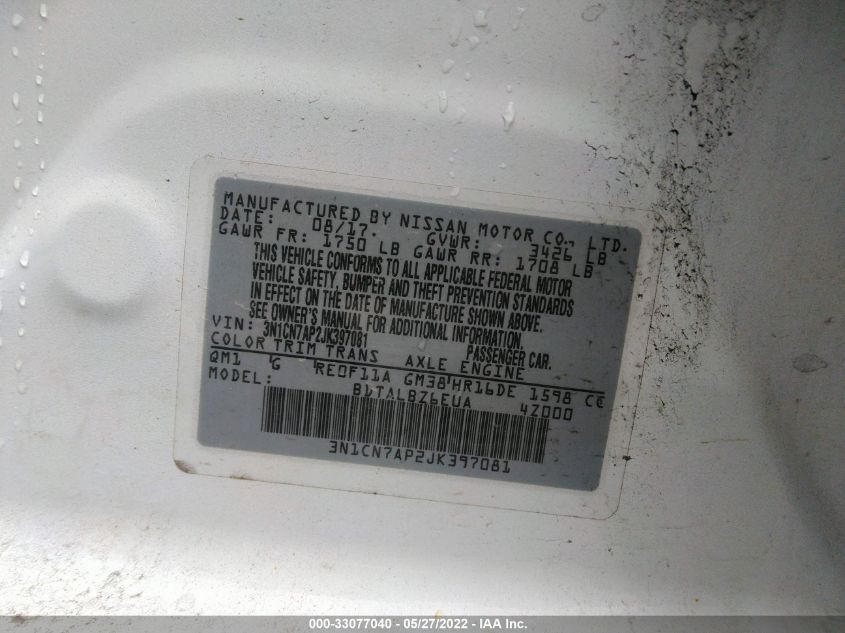 MANUFACTURED BY NISSAN MOTOR CO., LTD.
DATE: 08/17. GVWR: 3426 LB
GAWR FR: 1750 LB GAWR RR: 1708 LB
THIS VEHICLE CONFORMS TO ALL APPLICABLE FEDERAL MOTOR
VEHICLE SAFETY, BUMPER AND THEFT PREVENTION STANDARDS
IN EFFECT ON THE DATE OF MANUFACTURE SHOWN ABOVE.
SEE OWNER'S MANUAL FOR ADDITIONAL INFORMATION.
VIN: 3N1CN7AP2JK397081 PASSENGER CAR.
COLOR TRIM TRANS AXLE ENGINE
QM1 G RE0F11A GM38 HR16DE 1598 CC
MODEL: B1TALBZ6EUA 4Z000
3N1CN7AP2JK397081
000-33077040 - 05/27/2022 - IAA Inc.